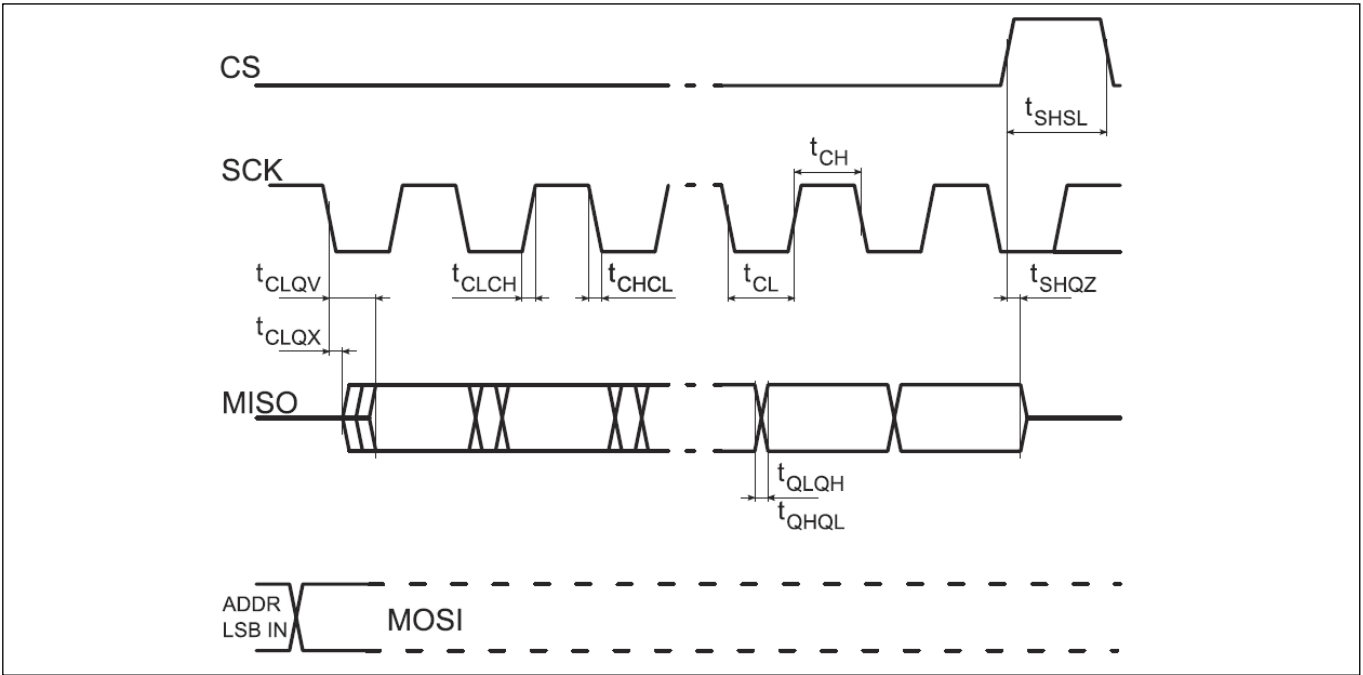 CS
tSHSL
tCH
SCK
tCLQV
tCLCH
tCHCL
tCL
tSHQZ
tCLQX
MISO
tQLQH
tQHQL
ADDR
LSB IN
MOSI